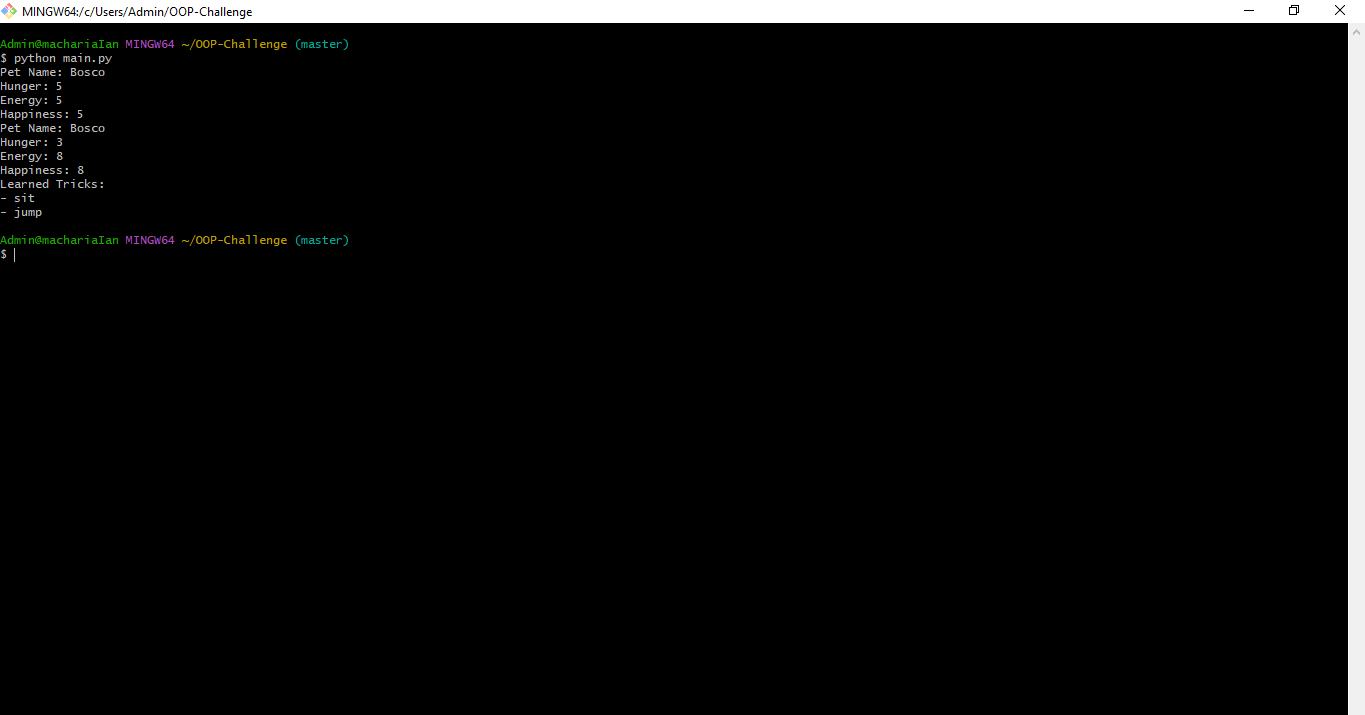 MINGW64:/c/Users/Admin/OOP-Challenge
Admin@machariaIan MINGW64 ~/OOP-Challenge (master)
$ python main.py
Pet Name: Bosco
Hunger: 5
Energy: 5
Happiness: 5
Pet Name: Bosco
Hunger: 3
Energy: 8
Happiness: 8
Learned Tricks:
- sit
- jump
Admin@machariaIan MINGW64 ~/OOP-Challenge (master)
$